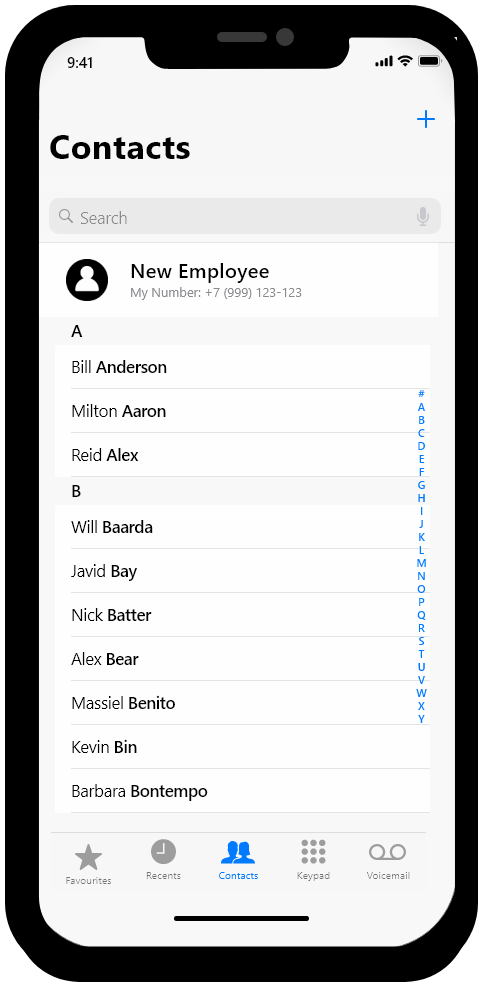 9:41
+
Contacts
Search
New Employee
My Number: +7 (999) 123-123
A
Bill Anderson
Milton Aaron
Reid Alex
B
Will Baarda
Javid Bay
Nick Batter
Alex Bear
Massiel Benito
Kevin Bin
Barbara Bontempo
#
A
B
C
D
E
F
G
H
I
J
K
L
M
N
O
P
Q
R
S
T
U
V
W
X
Y
Favourites
Recents
Contacts
Keypad
Voicemail